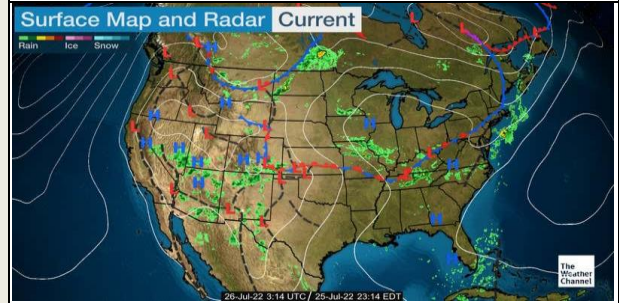 Surface Map and Radar Current
Rain Ice Snow
L H L
H L
L L
L H
L
H
H
L
L L
H H H H
H H H
L L L L L
H
L L
L L
H
H
The
Weather
Channel
26-Jul-22 3:14 UTC / 25-Jul-22 23:14 EDT